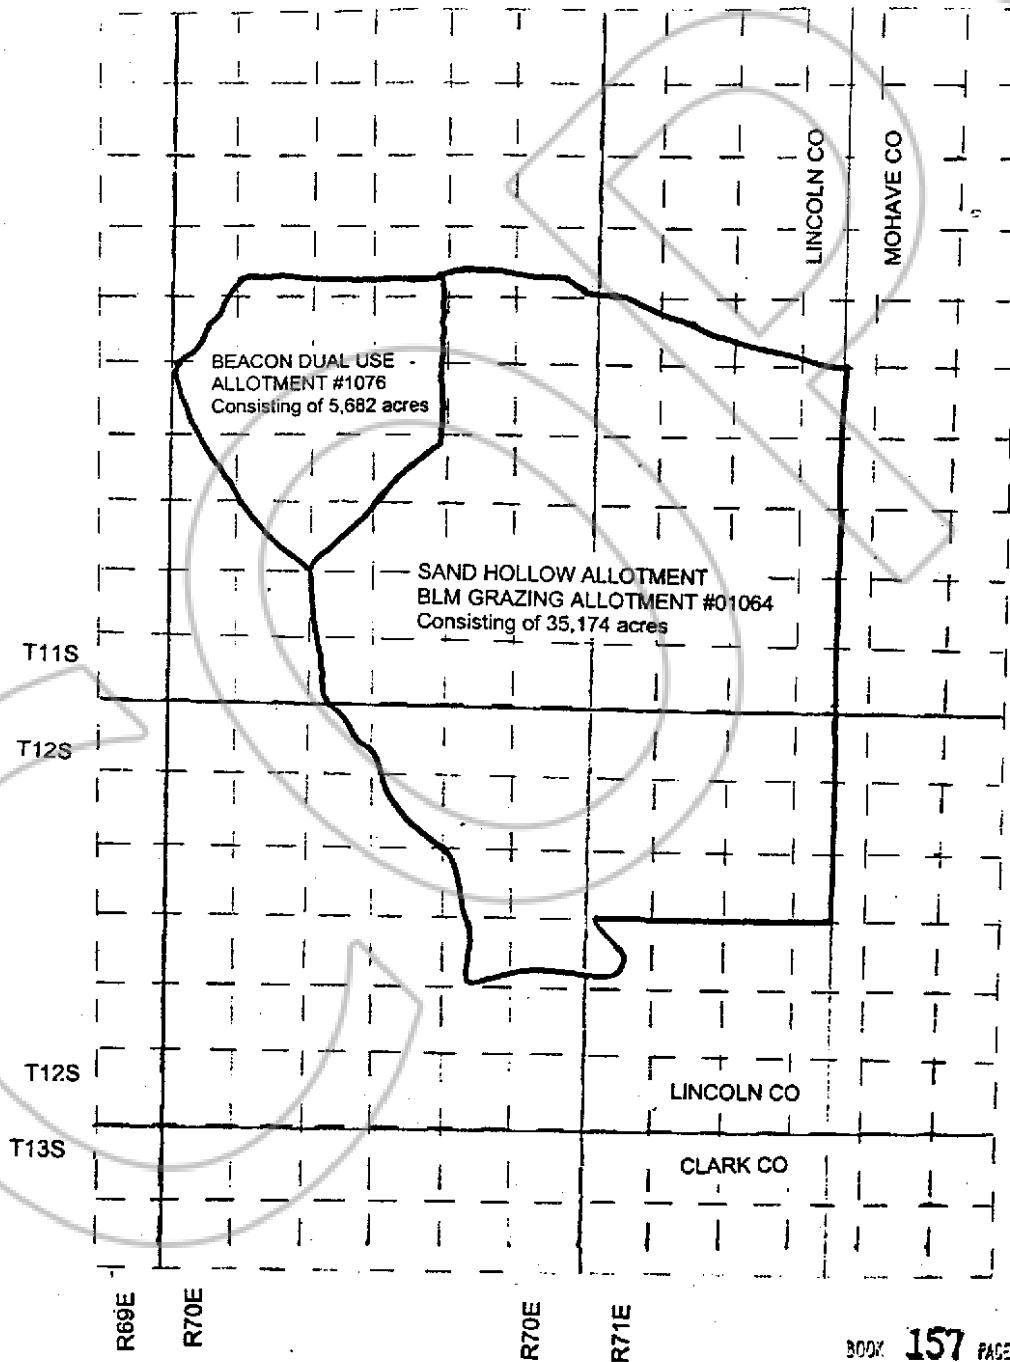 LINCOLN CO
MOHAVE CO
BEACON DUAL USE
ALLOTMENT #1076
Consisting of 5,682 acres
SAND HOLLOW ALLOTMENT
BLM GRAZING ALLOTMENT #01064
Consisting of 35,174 acres
T11S
T12S
T12S
LINCOLN CO
T13S
CLARK CO
R69E
R70E
R70E
R71E
BOOK 157 PAGE